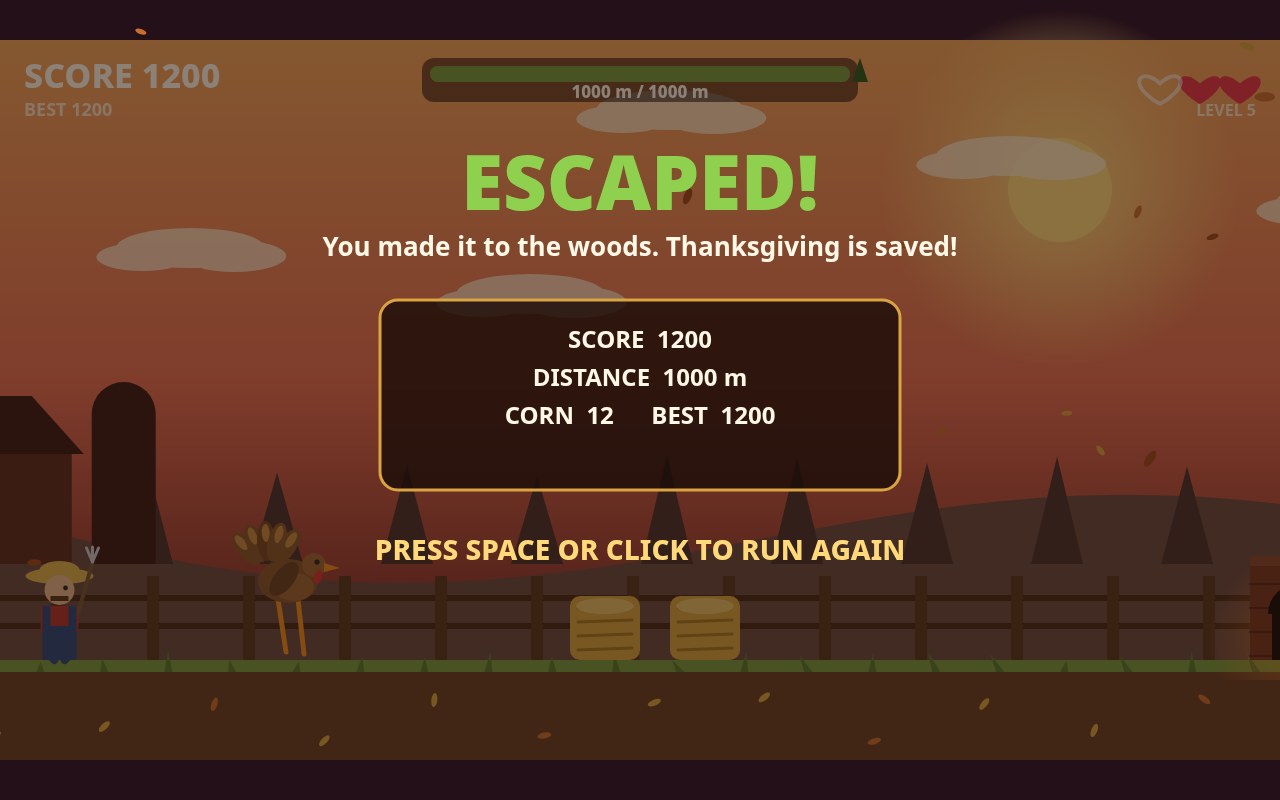 SCORE 1200
BEST 1200
1000 m / 1000 m
LEVEL 5
ESCAPED!
You made it to the woods. Thanksgiving is saved!
SCORE 1200
DISTANCE 1000 m
CORN 12 BEST 1200
PRESS SPACE OR CLICK TO RUN AGAIN